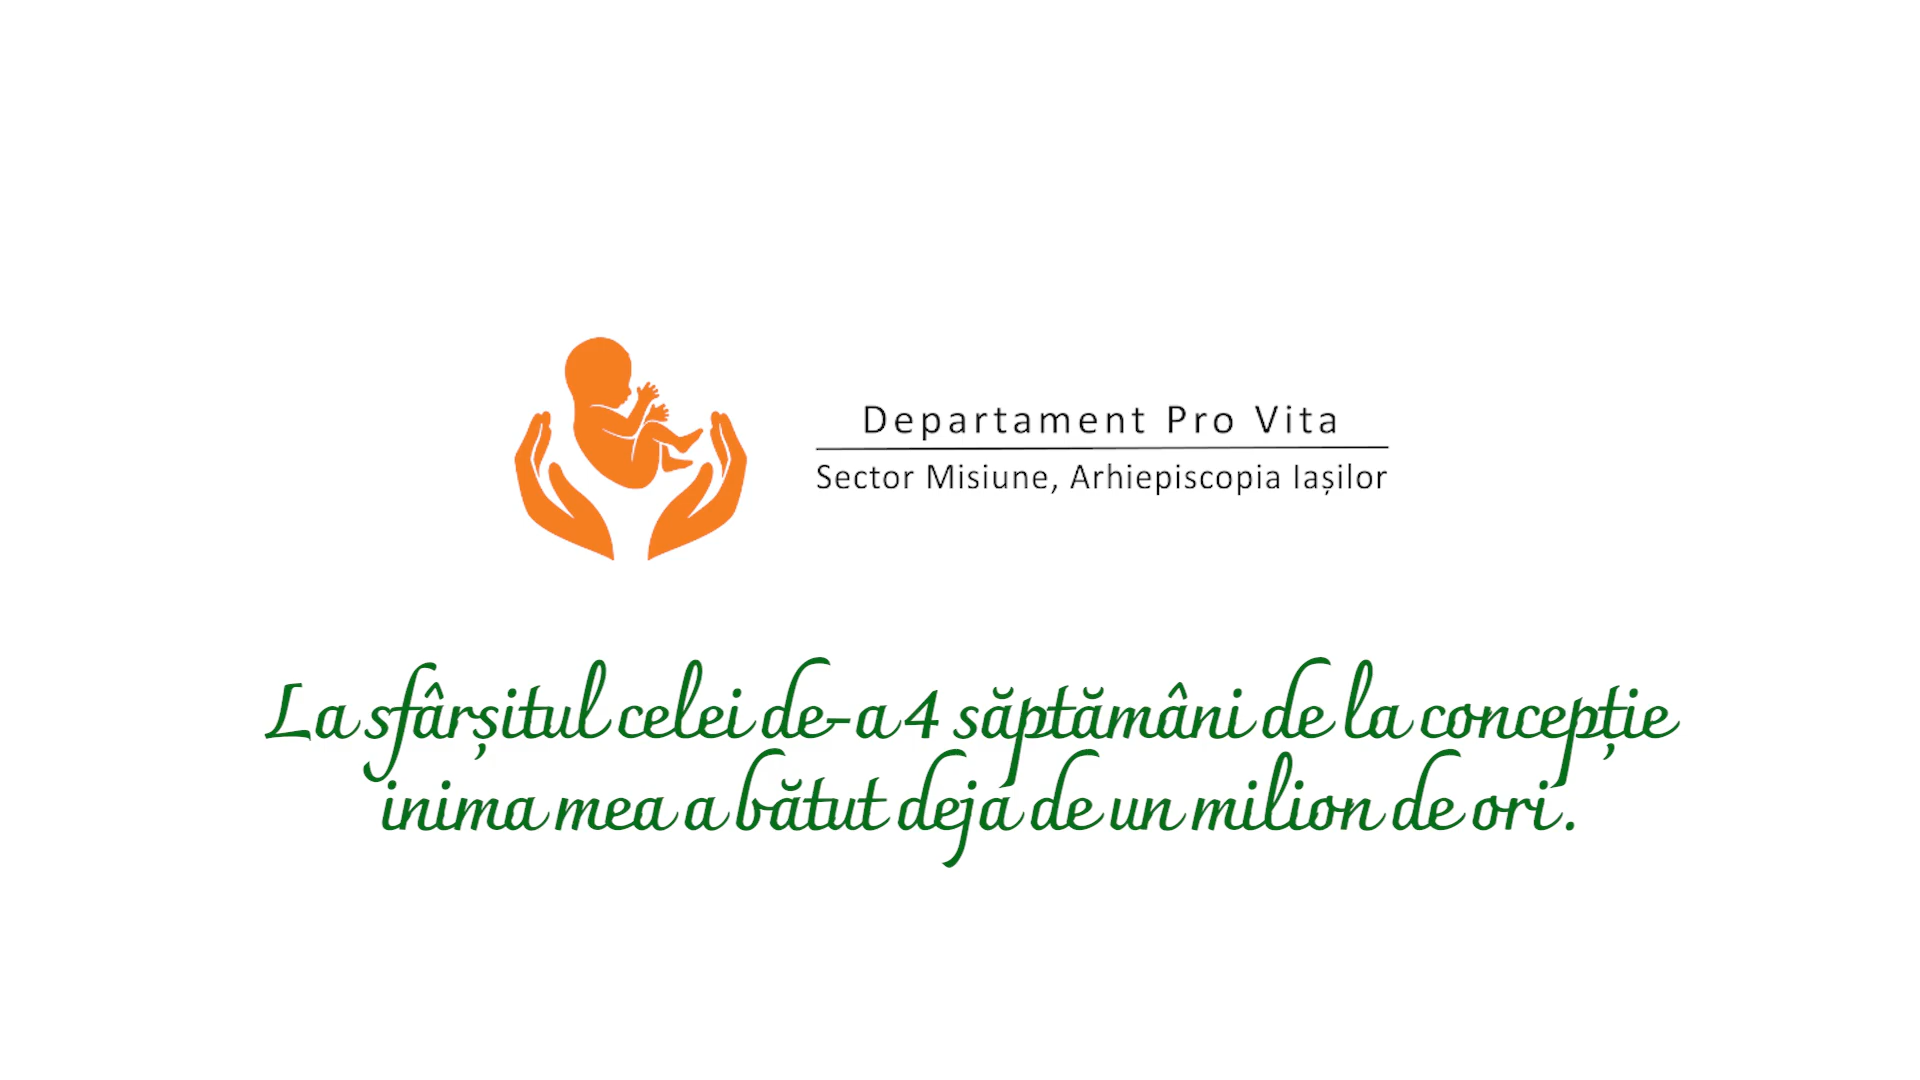 Departament Pro Vita
Sector Misiune, Arhiepiscopia Iașilor
La sfârșitul celei de-a 4 săptămâni de la concepție
inima mea a bătut deja de un milion de ori.